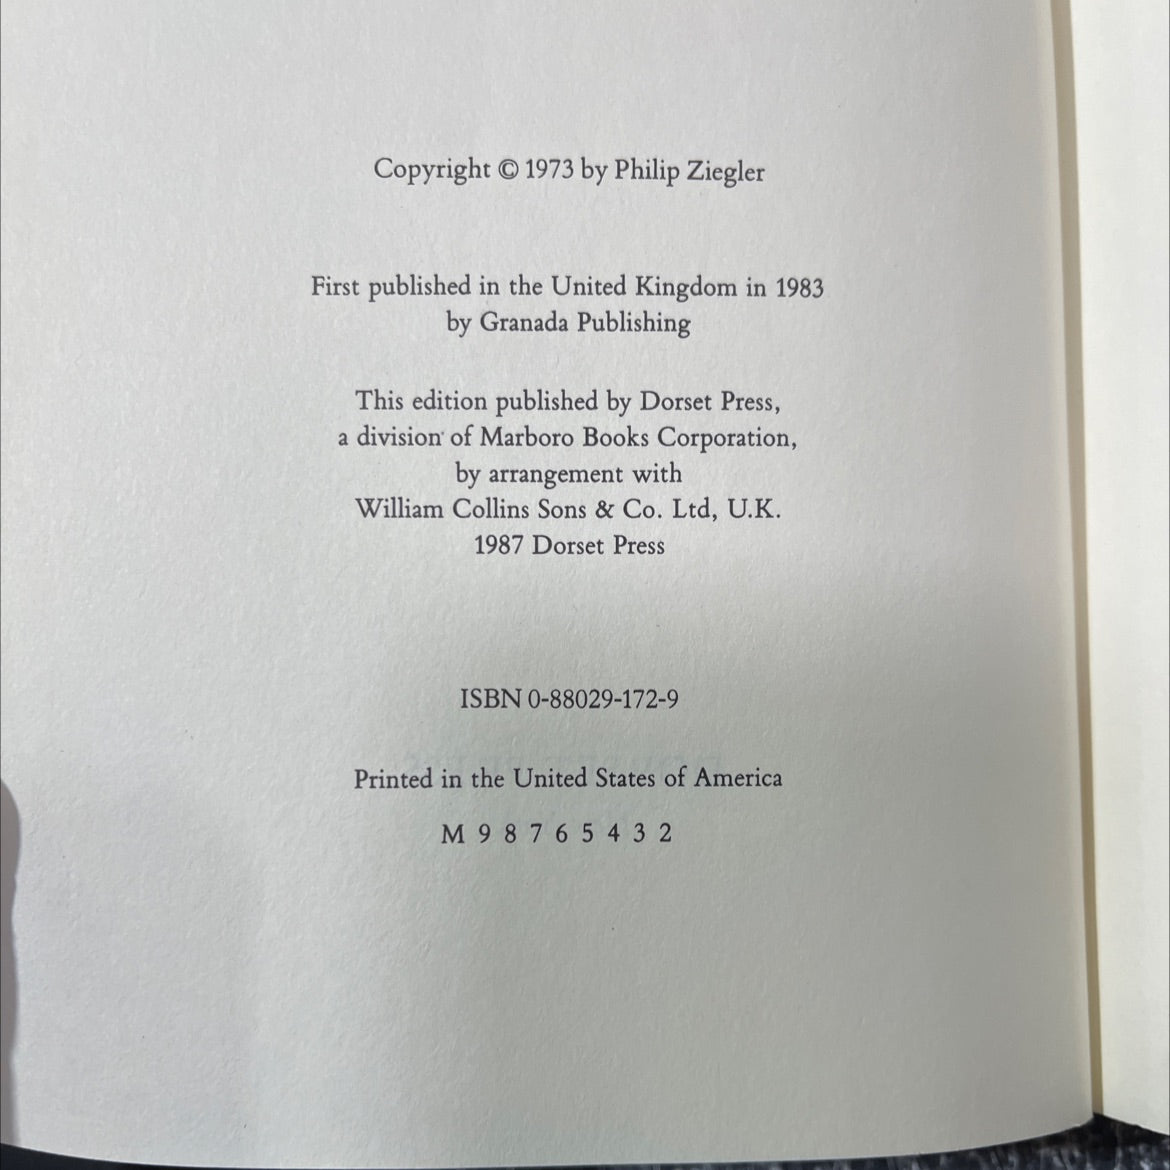 Copyright © 1973 by Philip Ziegler
First published in the United Kingdom in 1983
by Granada Publishing
This edition published by Dorset Press,
a division of Marboro Books Corporation,
by arrangement with
William Collins Sons & Co. Ltd, U.K.
1987 Dorset Press
ISBN 0-88029-172-9
Printed in the United States of America
M 9 8 7 6 5 4 3 2